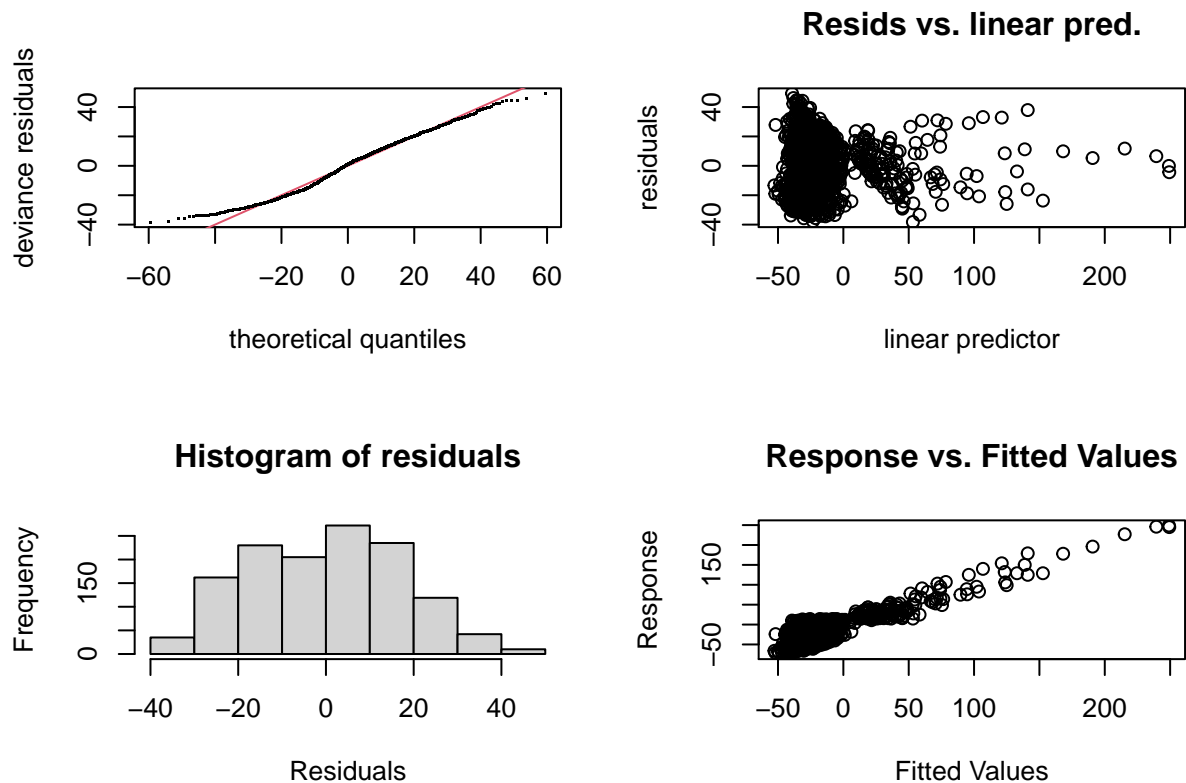 deviance residuals
40
0
−40
−60
−20
0
20
40
60
theoretical quantiles
Resids vs. linear pred.
residuals
40
0
−40
−50
0
50
100
200
linear predictor
Histogram of residuals
Frequency
150
0
−40
−20
0
20
40
Residuals
Response vs. Fitted Values
Response
150
−50
−50
0
50
100
200
Fitted Values